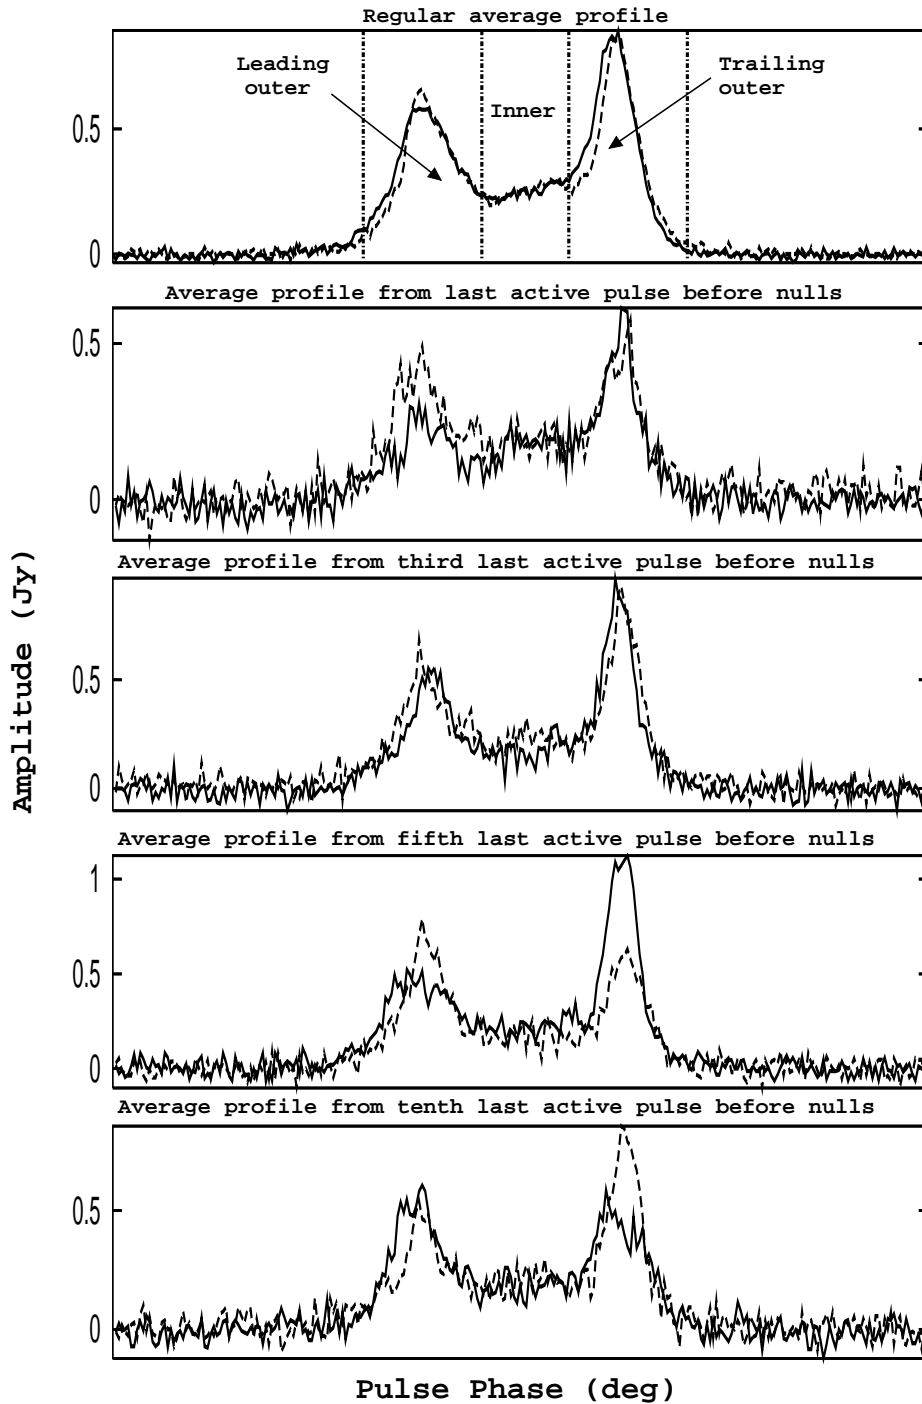 Regular average profile
Leading
outer
Inner
Trailing
outer
0.5
0
Average profile from last active pulse before nulls
0.5
0
Average profile from third last active pulse before nulls
0.5
0
Average profile from fifth last active pulse before nulls
1
0.5
0
Average profile from tenth last active pulse before nulls
0.5
0
Amplitude (Jy)
Pulse Phase (deg)